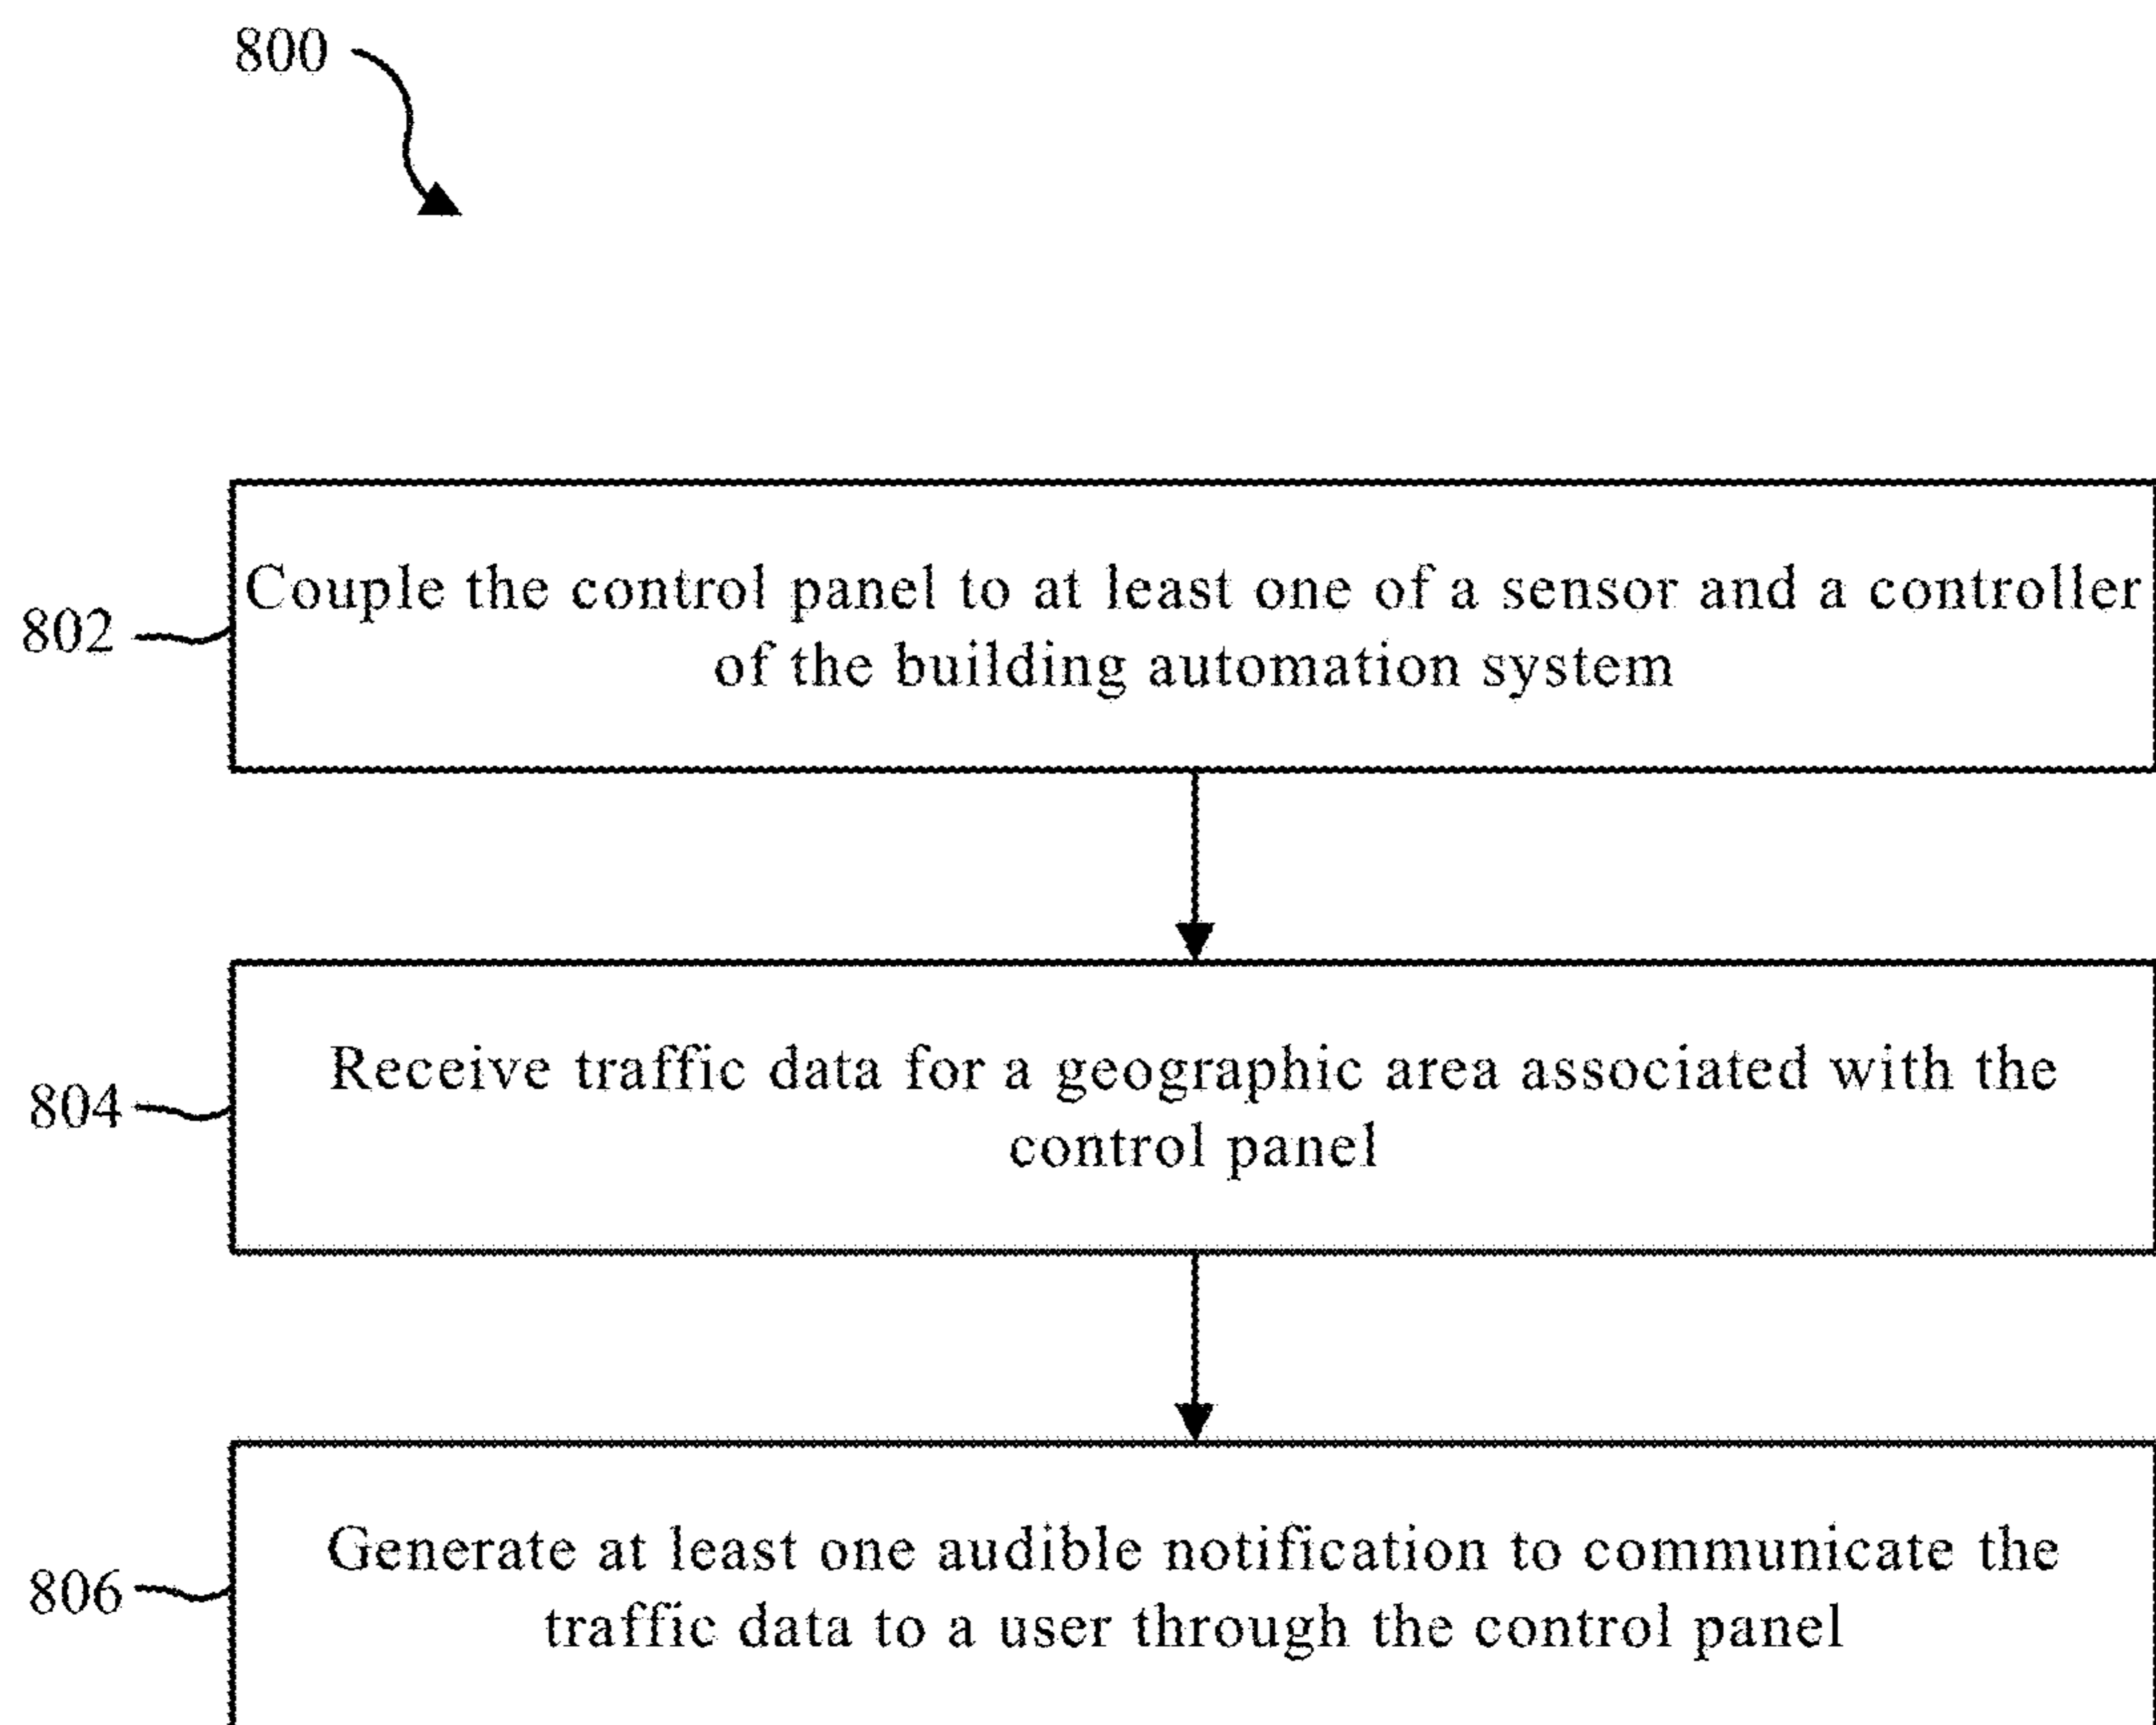 800
Couple the control panel to at least one of a sensor and a controller
of the building automation system
802
Receive traffic data for a geographic area associated with the
control panel
804
Generate at least one audible notification to communicate the
traffic data to a user through the control panel
806